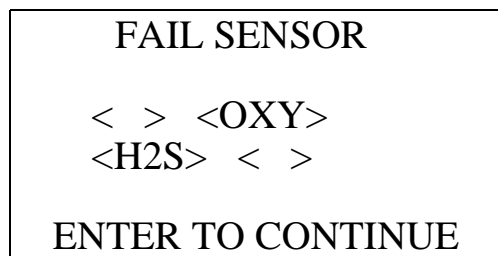 FAIL SENSOR
< > <OXY>
<H2S> < >
ENTER TO CONTINUE